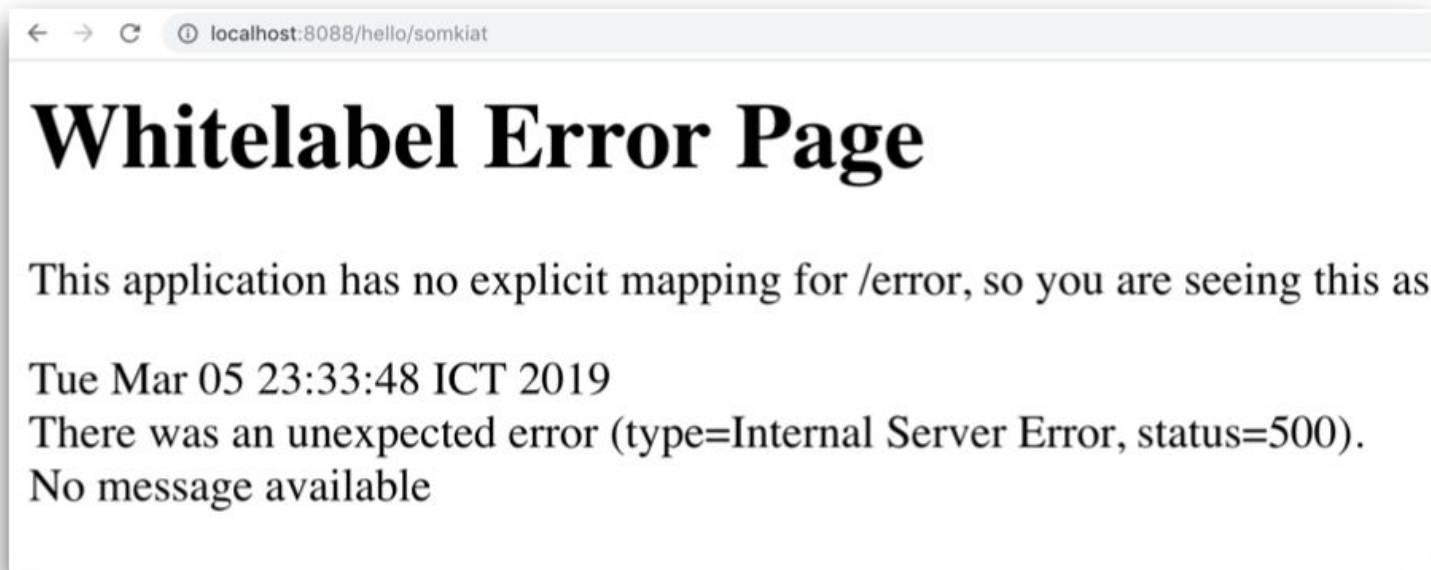 localhost:8088/hello/somkiat
Whitelabel Error Page
This application has no explicit mapping for /error, so you are seeing this as
Tue Mar 05 23:33:48 ICT 2019
There was an unexpected error (type=Internal Server Error, status=500).
No message available